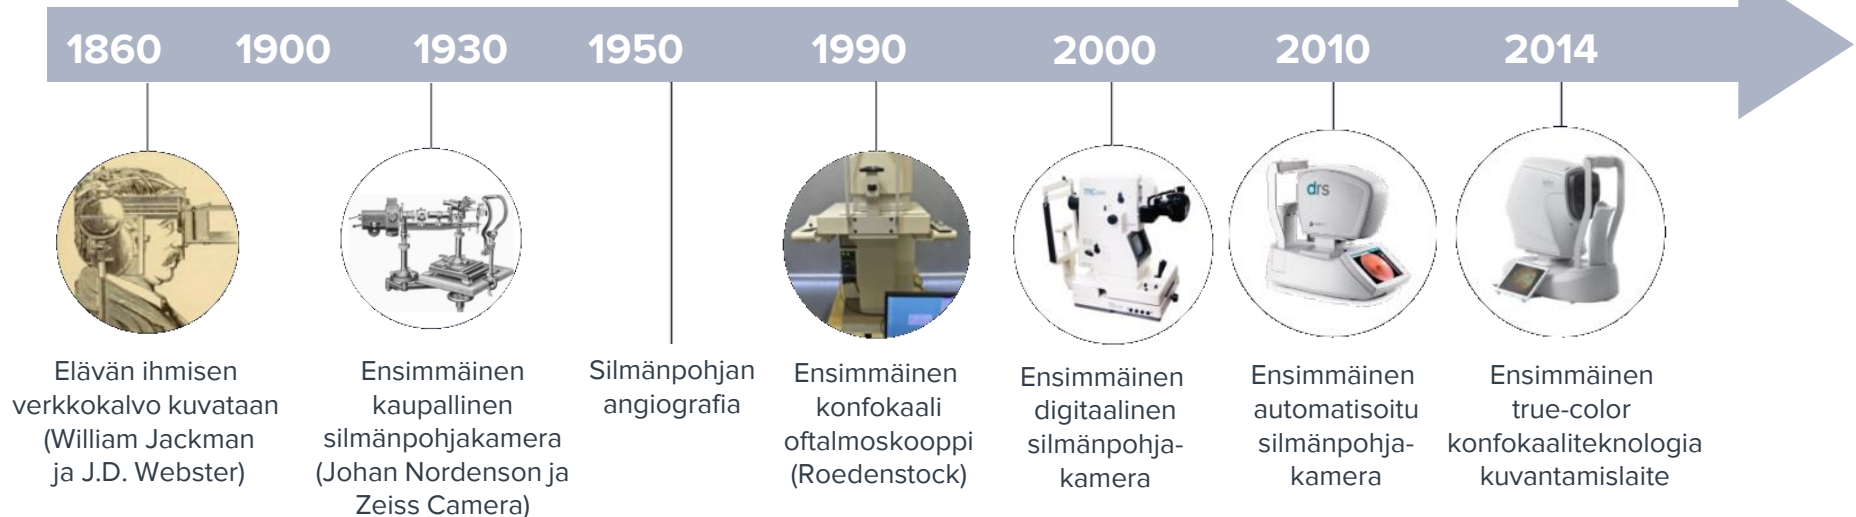 1860 1900 1930 1950 1990 2000 2010 2014
drs
Elävän ihmisen
verkkokalvo kuvataan
(William Jackman
ja J.D. Webster)
Ensimmäinen
kaupallinen
silmänpohjakamera
(Johan Nordenson ja
Zeiss Camera)
Silmänpohjan
angiografia
Ensimmäinen
konfokaali
oftalmoskooppi
(Roedenstock)
Ensimmäinen
digitaalinen
silmänpohja-
kamera
Ensimmäinen
automatisoitu
silmänpohja-
kamera
Ensimmäinen
true-color
konfokaaliteknologia
kuvantamislaite